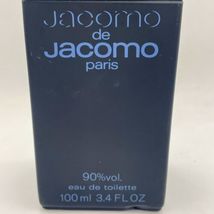 Jacomo
de
Jacomo
paris
90%vol.
eau de toilette
100 ml 3.4 FL OZ